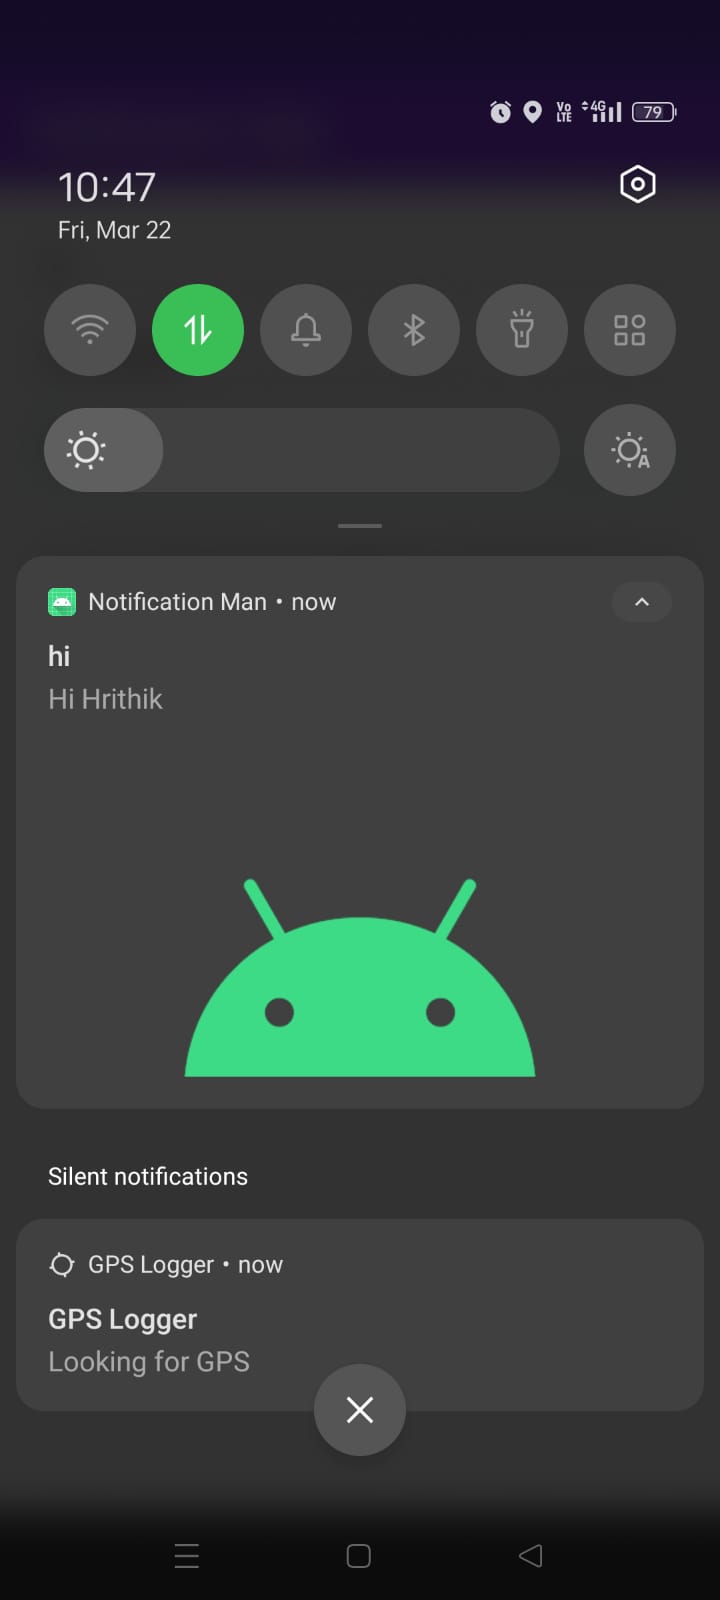 Vo
LTE
4G
79
10:47
Fri, Mar 22
A
Notification Man • now
hi
Hi Hrithik
Silent notifications
GPS Logger • now
GPS Logger
Looking for GPS